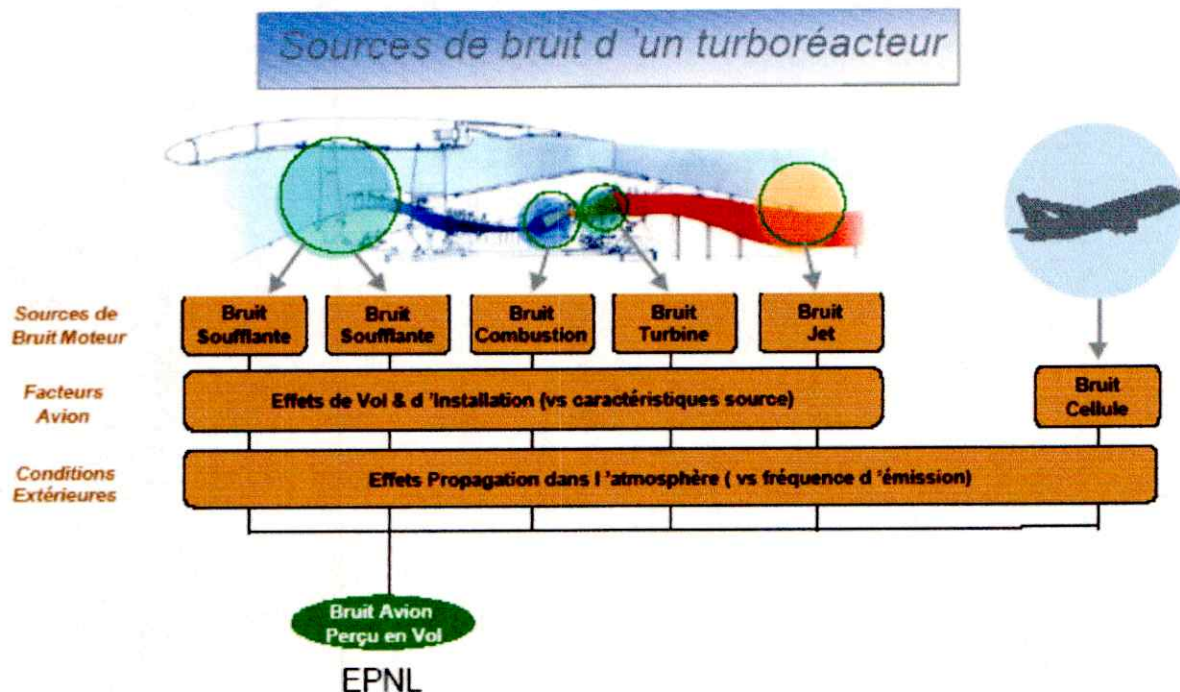 Sources de bruit d 'un turboréacteur
Sources de
Bruit Moteur
Bruit
Soufflante
Bruit
Soufflante
Bruit
Combustion
Bruit
Turbine
Bruit
Jet
Facteurs
Avion
Effets de Vol & d 'Installation (vs caractéristiques source)
Bruit
Cellule
Conditions
Extérieures
Effets Propagation dans l 'atmosphère ( vs fréquence d 'émission)
Bruit Avion
Perçu en Vol
EPNL